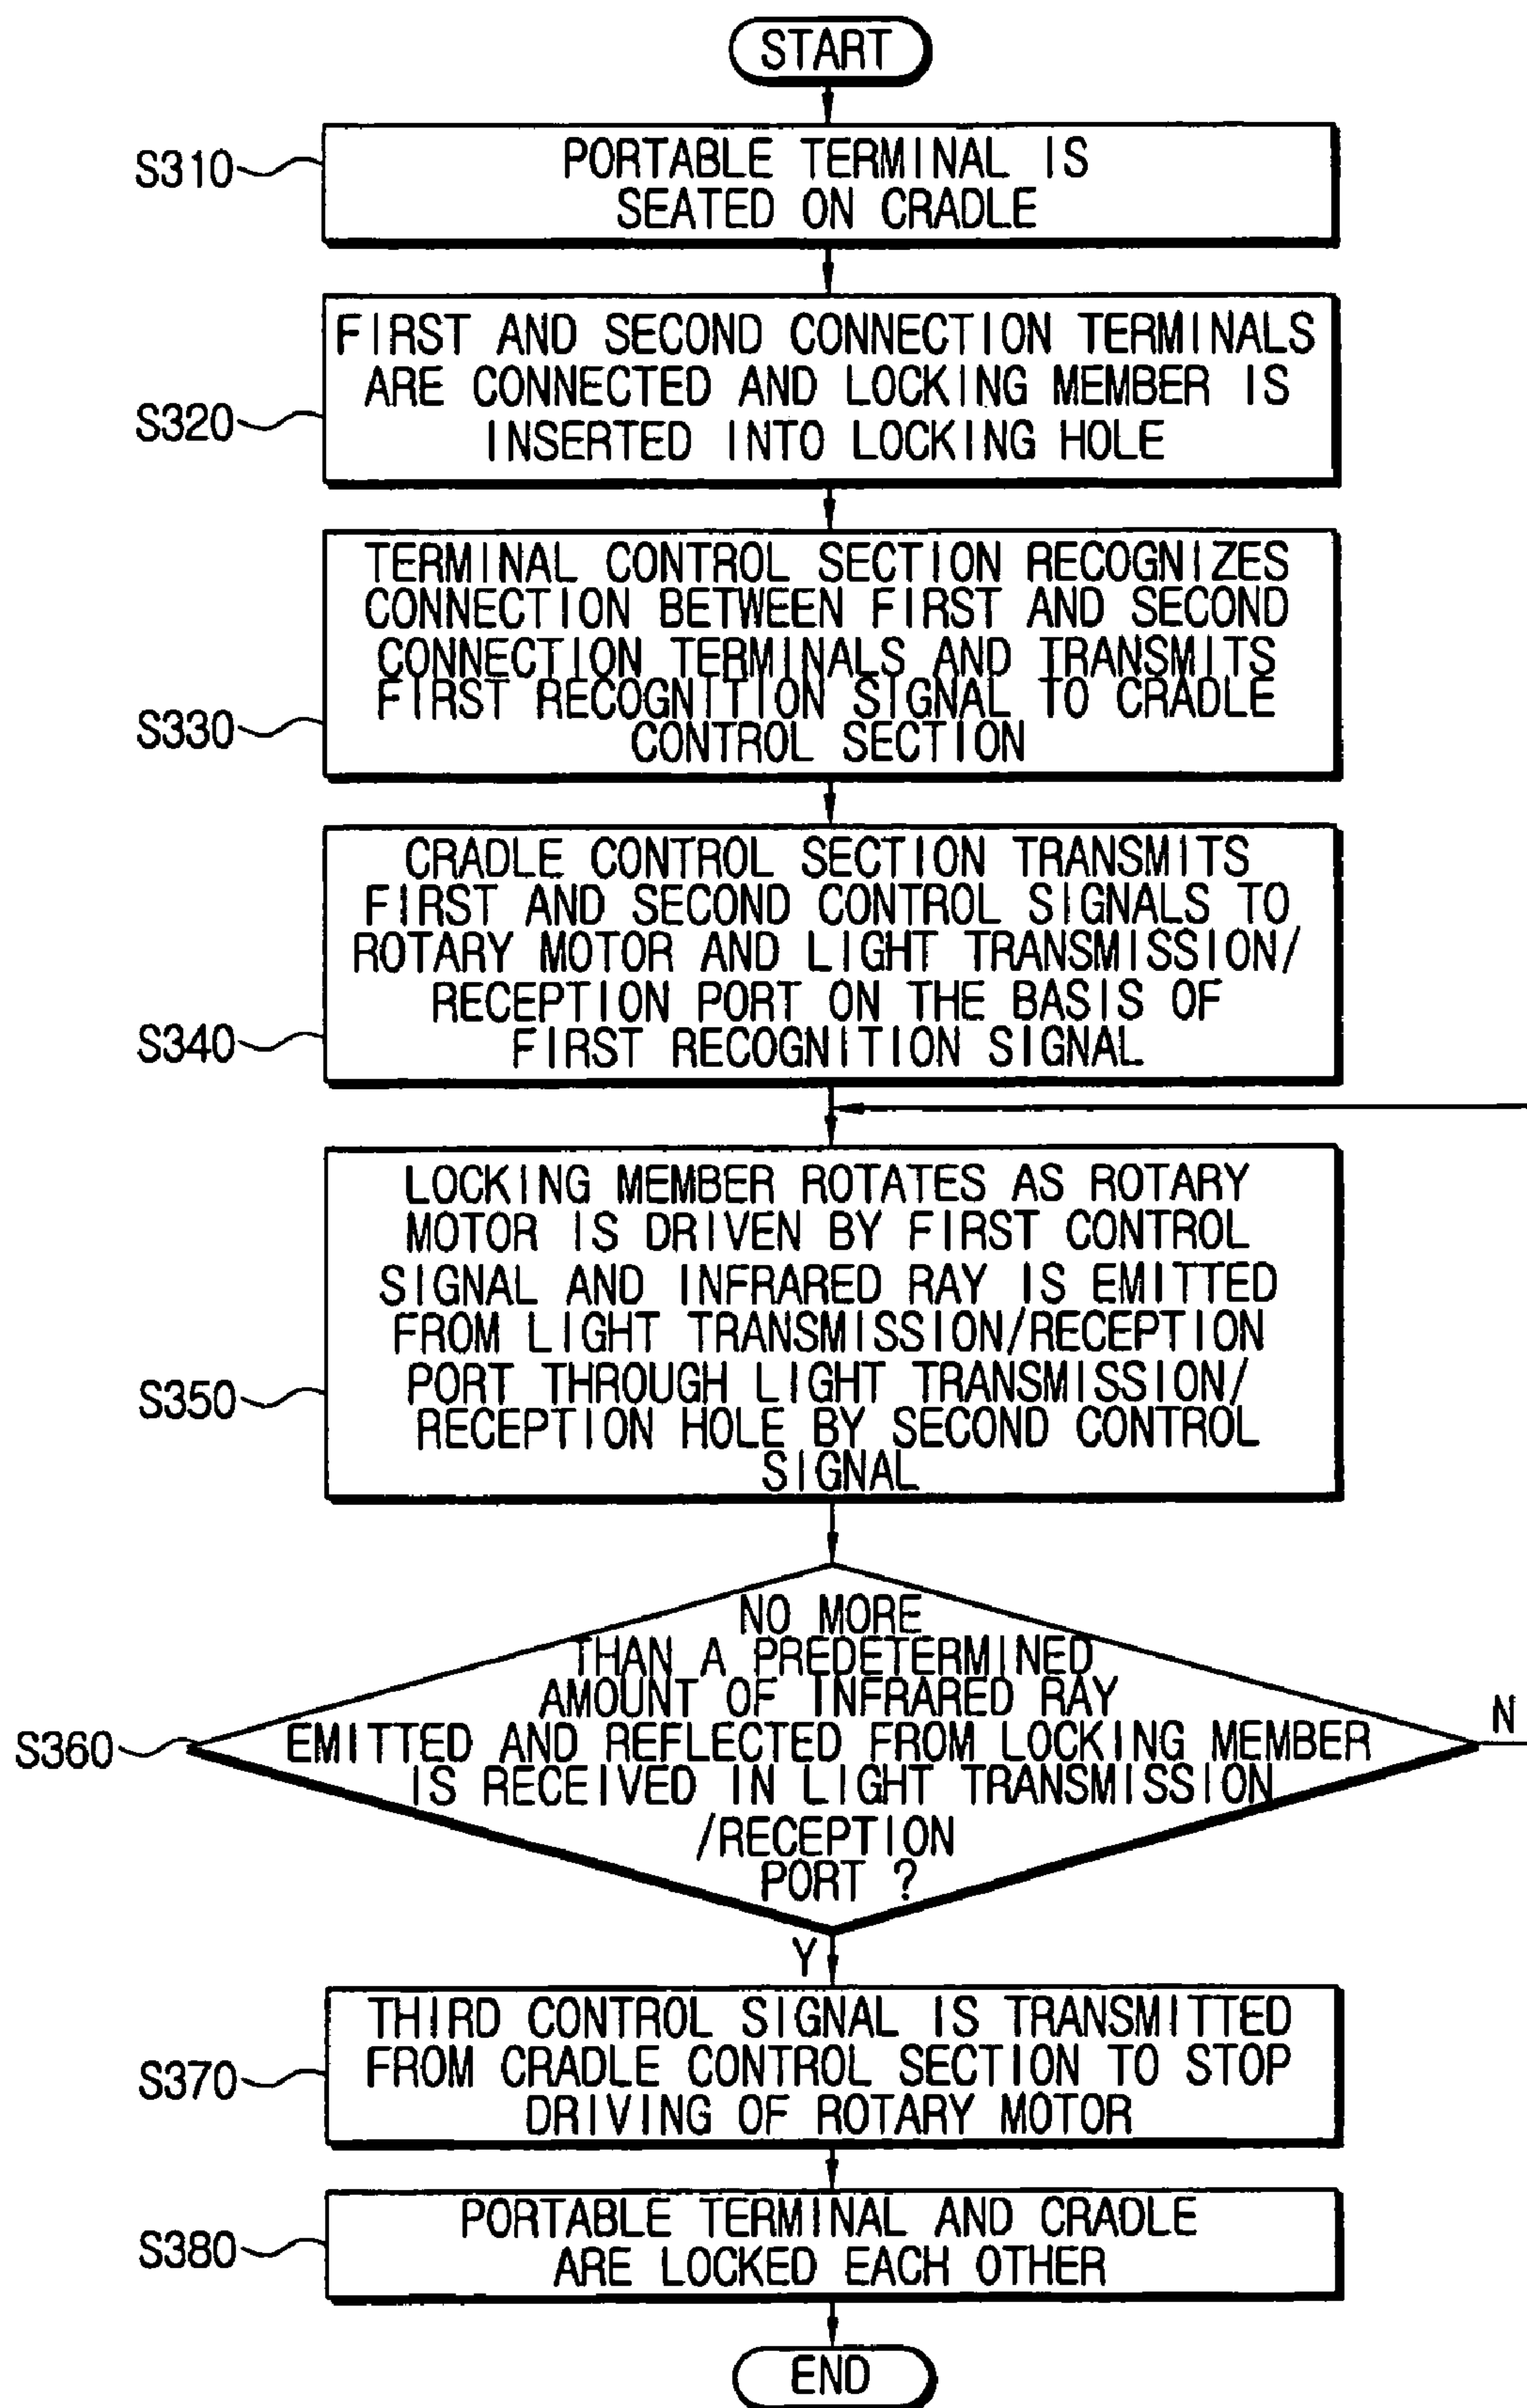 START
S310
PORTABLE TERMINAL IS
SEATED ON CRADLE
S320
FIRST AND SECOND CONNECTION TERMINALS
ARE CONNECTED AND LOCKING MEMBER IS
INSERTED INTO LOCKING HOLE
S330
TERMINAL CONTROL SECTION RECOGNIZES
CONNECTION BETWEEN FIRST AND SECOND
CONNECTION TERMINALS AND TRANSMITS
FIRST RECOGNITION SIGNAL TO CRADLE
CONTROL SECTION
S340
CRADLE CONTROL SECTION TRANSMITS
FIRST AND SECOND CONTROL SIGNALS TO
ROTARY MOTOR AND LIGHT TRANSMISSION/
RECEPTION PORT ON THE BASIS OF
FIRST RECOGNITION SIGNAL
S350
LOCKING MEMBER ROTATES AS ROTARY
MOTOR IS DRIVEN BY FIRST CONTROL
SIGNAL AND INFRARED RAY IS EMITTED
FROM LIGHT TRANSMISSION/RECEPTION
PORT THROUGH LIGHT TRANSMISSION/
RECEPTION HOLE BY SECOND CONTROL
SIGNAL
S360
NO MORE
THAN A PREDETERMINED
AMOUNT OF INFRARED RAY
EMITTED AND REFLECTED FROM LOCKING MEMBER
IS RECEIVED IN LIGHT TRANSMISSION
/RECEPTION
PORT ?
N
Y
S370
THIRD CONTROL SIGNAL IS TRANSMITTED
FROM CRADLE CONTROL SECTION TO STOP
DRIVING OF ROTARY MOTOR
S380
PORTABLE TERMINAL AND CRADLE
ARE LOCKED EACH OTHER
END